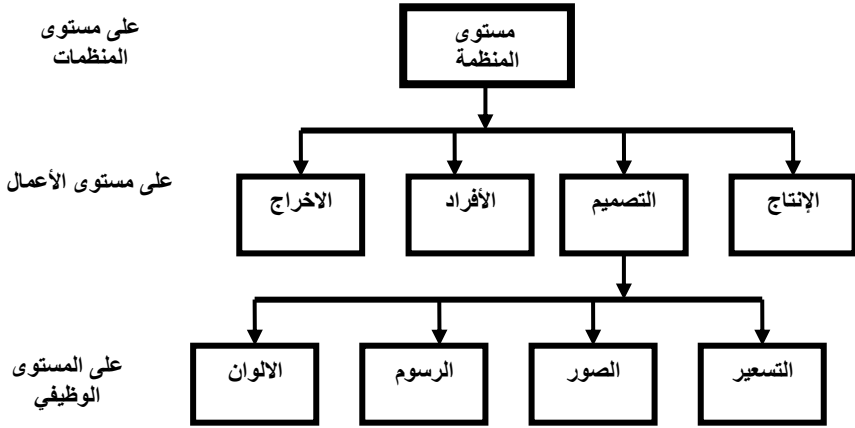 على مستوى
المنظمات
مستوى
المنظمة
على مستوى الأعمال
الإنتاج
التصميم
الأفراد
الاخراج
على المستوى
الوظيفي
التسعير
الصور
الرسوم
الالوان